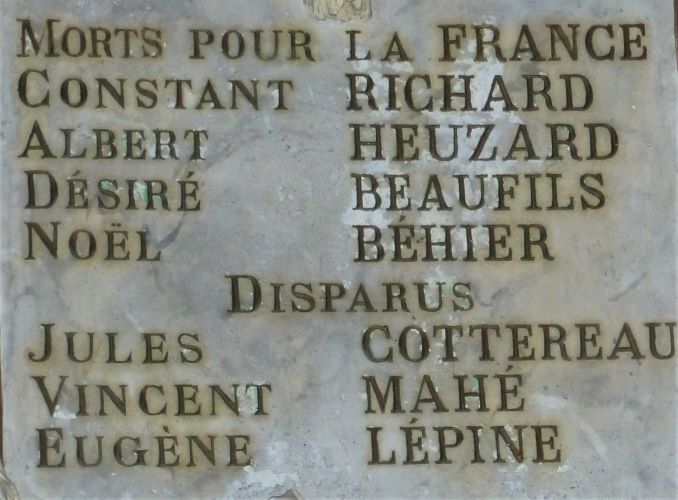 MORTS POUR LA FRANCE
CONSTANT RICHARD
ALBERT HEUZARD
DÉSIRÉ BEAUFILS
NOËL BÉHIER
DISPARUS
JULES COTTEREAU
VINCENT MAHÉ
EUGÈNE LÉPINE